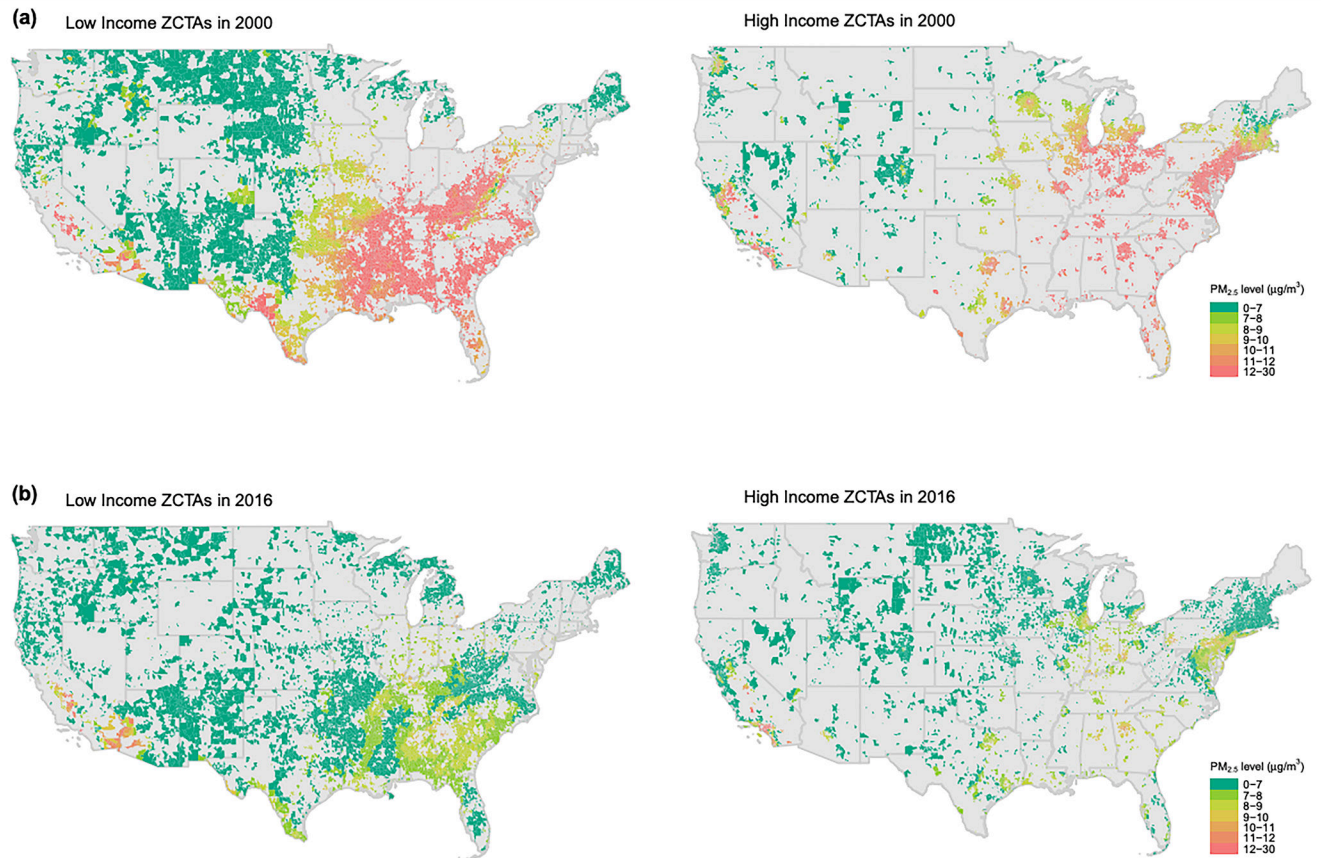 (a)
Low Income ZCTAs in 2000
High Income ZCTAs in 2000
PM2.5 level (µg/m³)
0–7
7–8
8–9
9–10
10–11
11–12
12–30
(b)
Low Income ZCTAs in 2016
High Income ZCTAs in 2016
PM2.5 level (µg/m³)
0–7
7–8
8–9
9–10
10–11
11–12
12–30